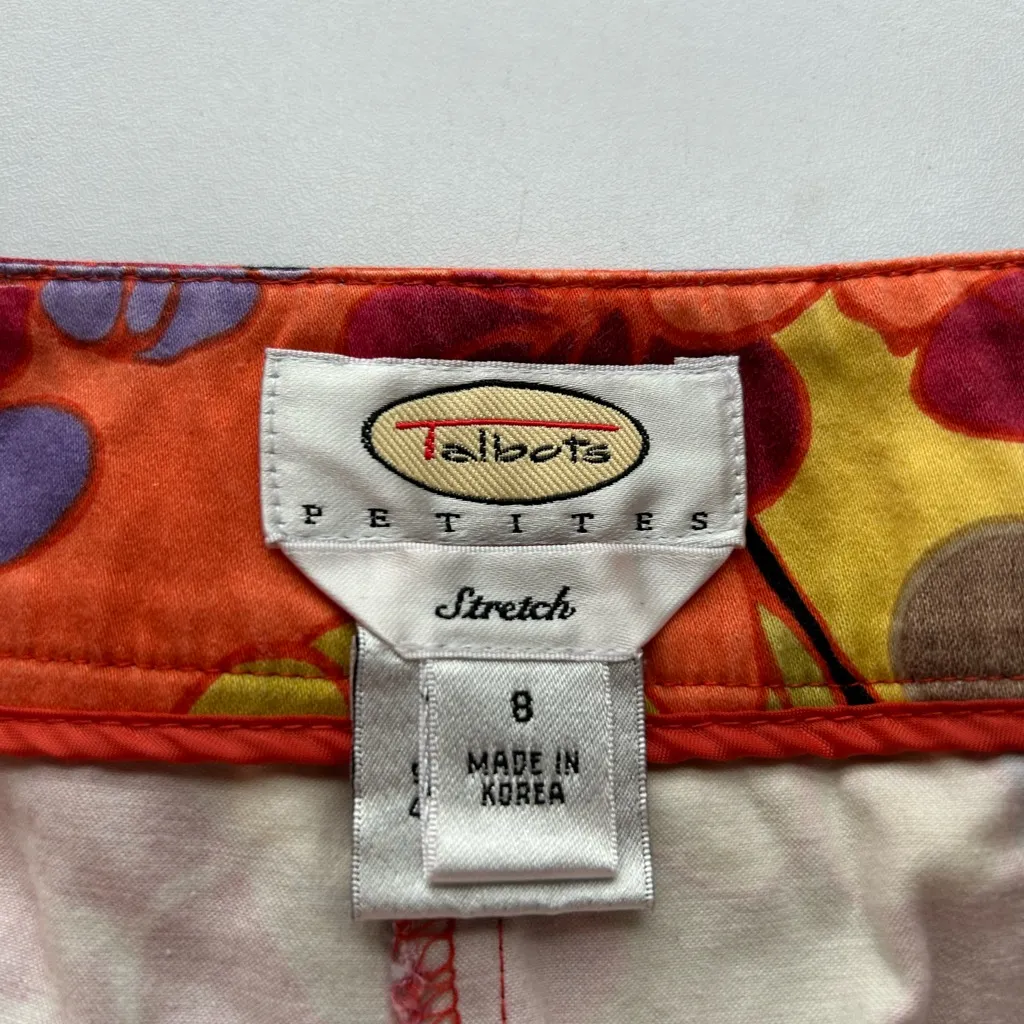 Talbots
PETITES
Stretch
8
MADE IN
KOREA